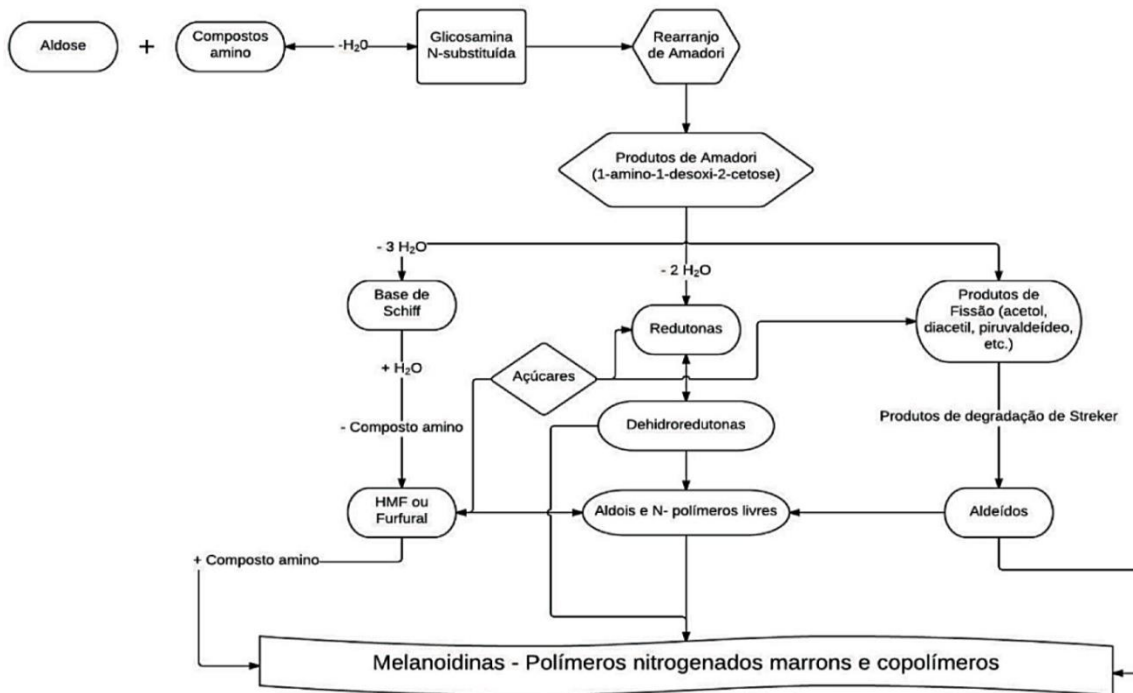 Aldose
+
Compostos
amino
-H₂0
Glicosamina
N-substituída
Rearranjo
de Amadori
Produtos de Amadori
(1-amino-1-desoxi-2-cetose)
- 3 H₂O
- 2 H₂O
Base de
Schiff
Redutonas
Produtos de
Fissão (acetol,
diacetil, piruvaldeídeo,
etc.)
+ H₂O
Açúcares
- Composto amino
Dehidroredutonas
Produtos de degradação de Streker
HMF ou
Furfural
Aldois e N- polímeros livres
Aldeídos
+ Composto amino
Melanoidinas - Polímeros nitrogenados marrons e copolímeros